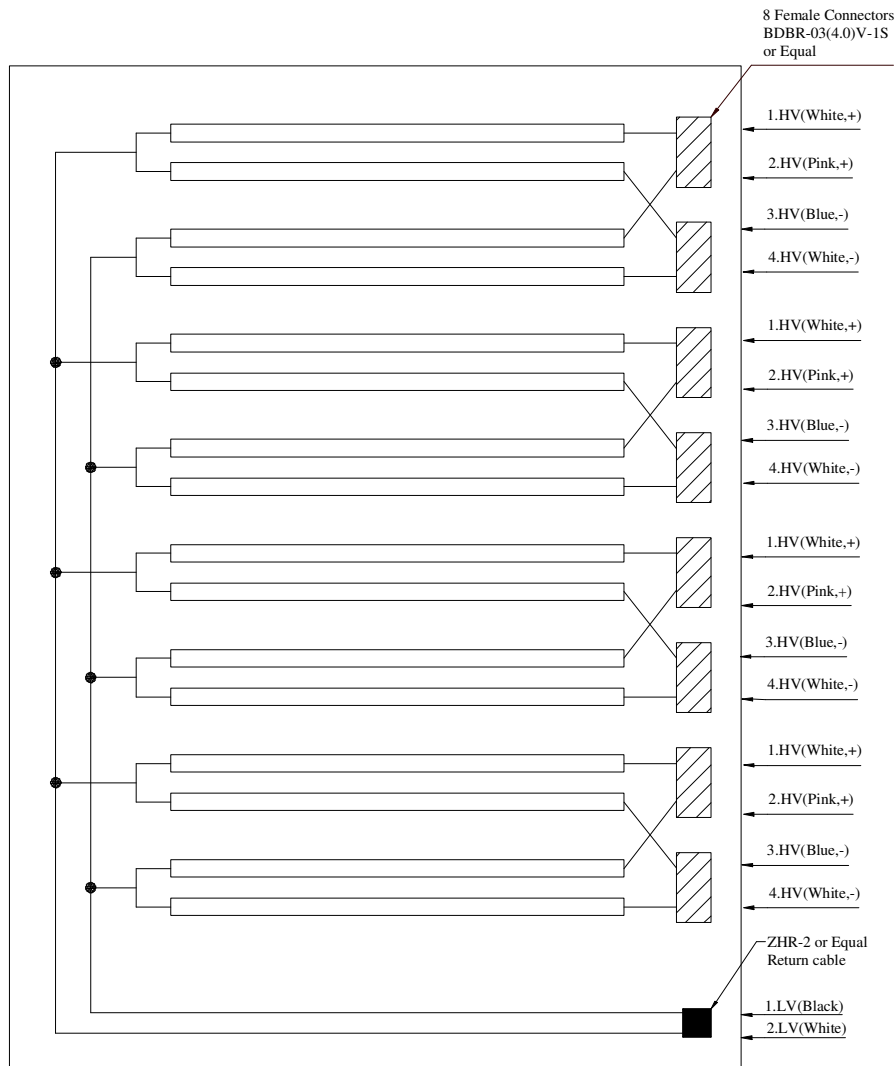 8 Female Connectors
BDBR-03(4.0)V-1S
or Equal
1.HV(White,+)
2.HV(Pink,+)
3.HV(Blue,-)
4.HV(White,-)
1.HV(White,+)
2.HV(Pink,+)
3.HV(Blue,-)
4.HV(White,-)
1.HV(White,+)
2.HV(Pink,+)
3.HV(Blue,-)
4.HV(White,-)
1.HV(White,+)
2.HV(Pink,+)
3.HV(Blue,-)
4.HV(White,-)
ZHR-2 or Equal
Return cable
1.LV(Black)
2.LV(White)